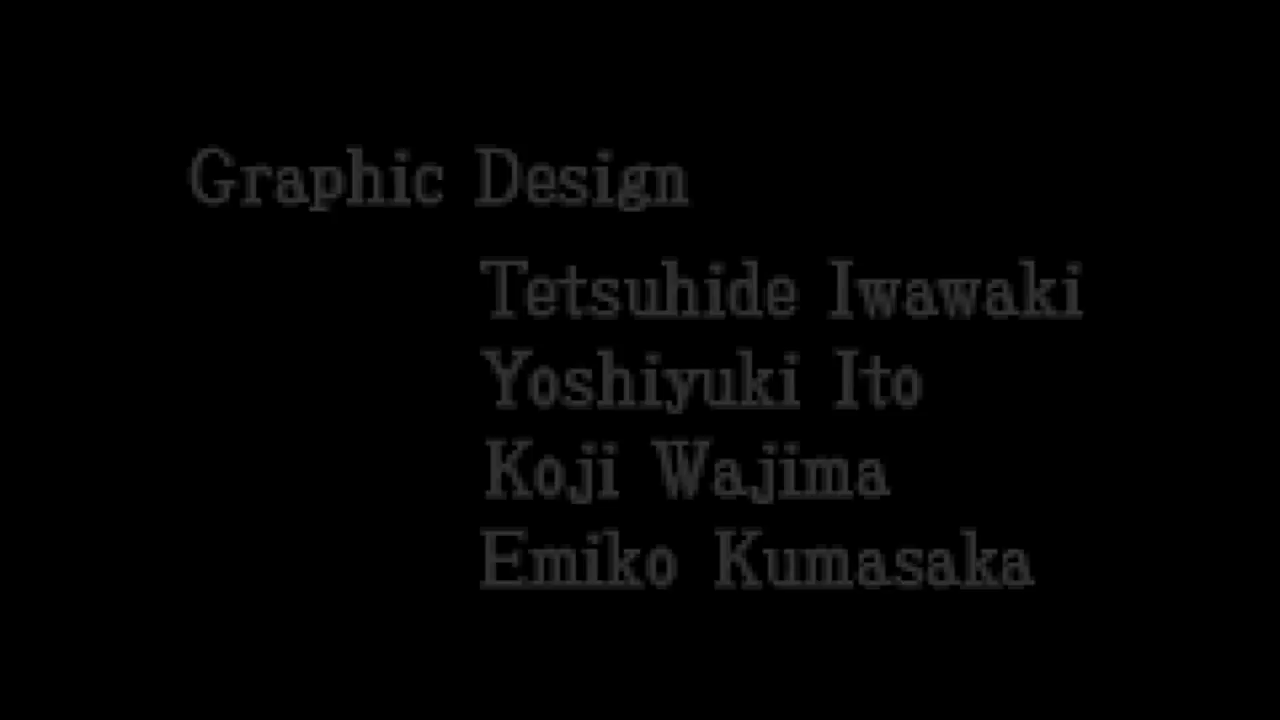 Graphic Design
Tetsuhide Iwawaki
Yoshiyuki Ito
Koji Wajima
Emiko Kumasaka